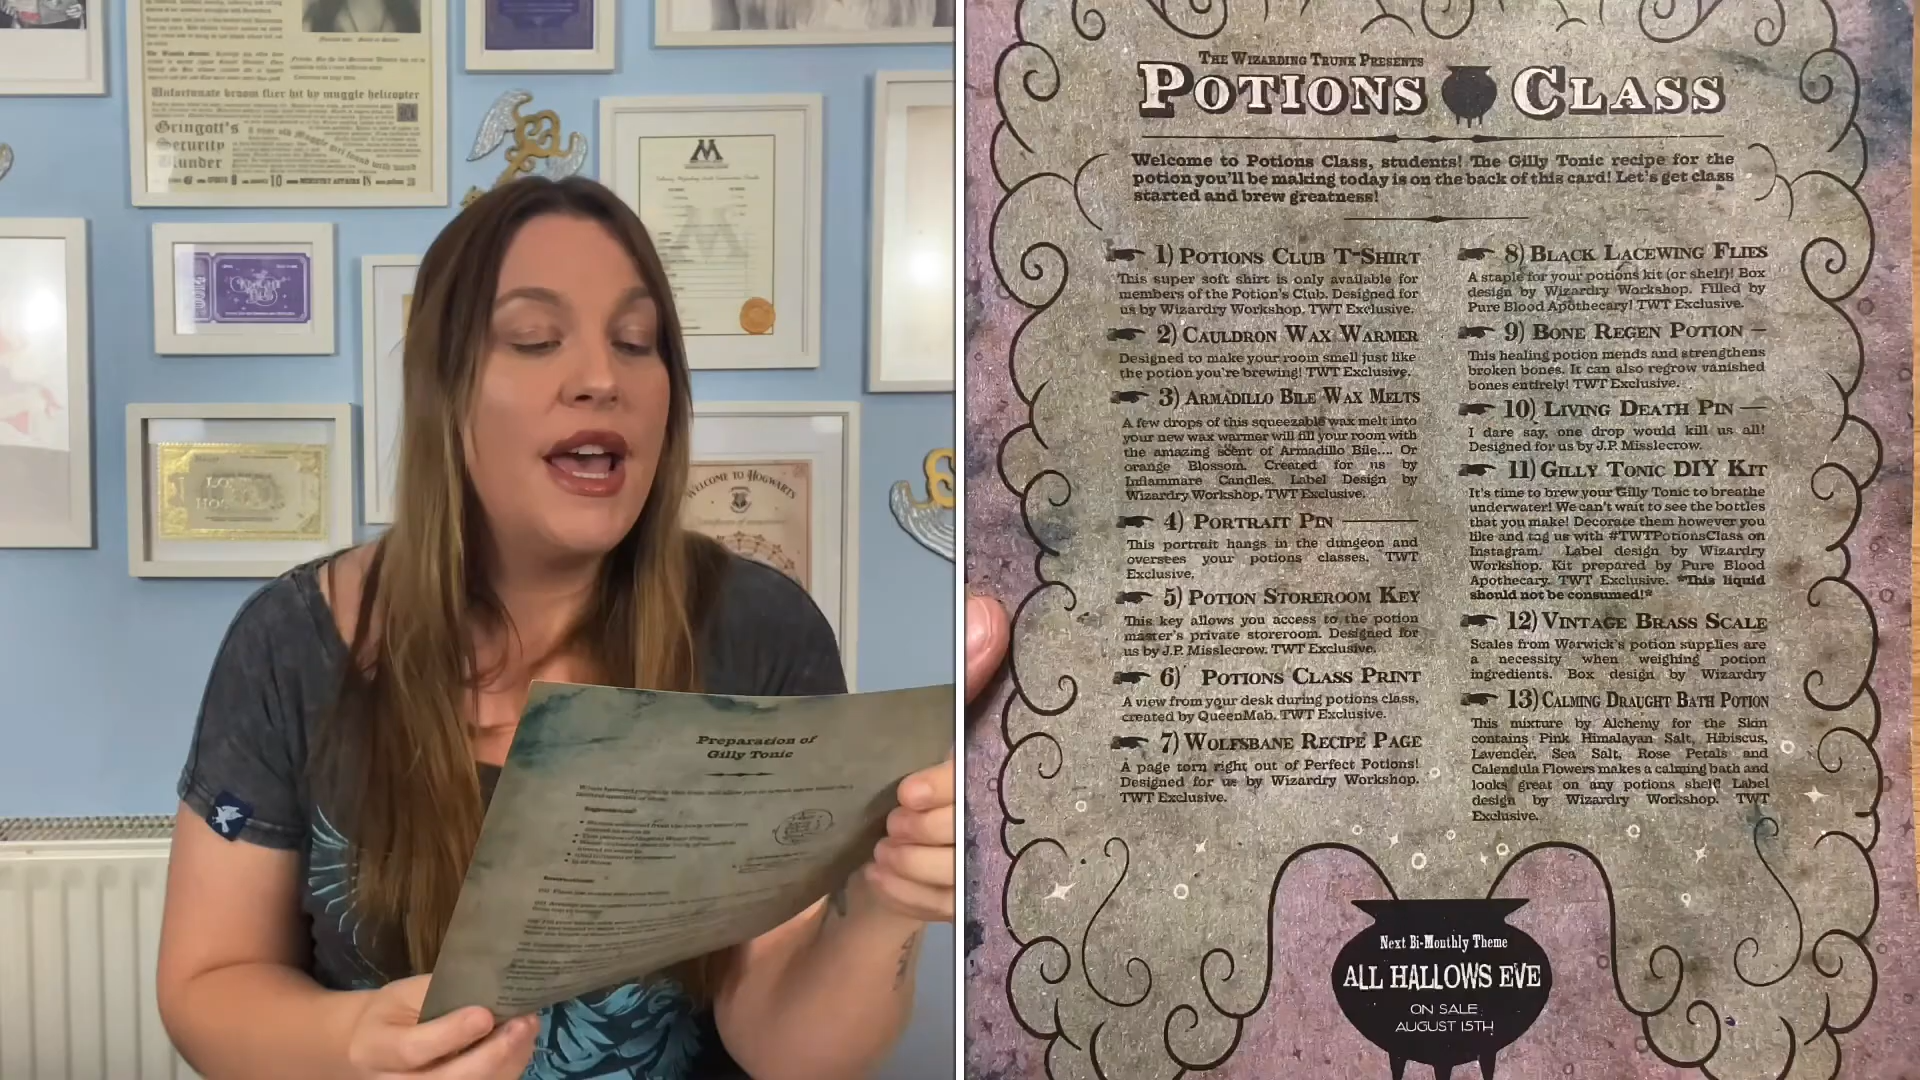 Unfortunate broom flier hit by muggle helicopter
Gringott's
Security
Blunder
WELCOME TO HOGWARTS
Preparation of
Gilly Tonic
THE WIZARDING TRUNK PRESENTS
POTIONS CLASS
Welcome to Potions Class, students! The Gilly Tonic recipe for the
potion you'll be making today is on the back of this card! Let's get class
started and brew greatness!
1) POTIONS CLUB T-SHIRT
This super soft shirt is only available for
members of the Potion's Club. Designed for
us by Wizardry Workshop. TWT Exclusive.
2) CAULDRON WAX WARMER
Designed to make your room smell just like
the potion you're brewing! TWT Exclusive.
3) ARMADILLO BILE WAX MELTS
A few drops of this squeezable wax melt into
your new wax warmer will fill your room with
the amazing scent of Armadillo Bile.... Or
orange Blossom. Created for us by
Inflammare Candles. Label Design by
Wizardry Workshop. TWT Exclusive.
4) PORTRAIT PIN
This portrait hangs in the dungeon and
oversees your potions classes. TWT
Exclusive.
5) POTION STOREROOM KEY
This key allows you access to the potion
master's private storeroom. Designed for
us by J.P. Misslecrow. TWT Exclusive.
6) POTIONS CLASS PRINT
A view from your desk during potions class,
created by QueenMab. TWT Exclusive.
7) WOLFSBANE RECIPE PAGE
A page torn right out of Perfect Potions!
Designed for us by Wizardry Workshop.
TWT Exclusive.
8) BLACK LACEWING FLIES
A staple for your potions kit (or shelf)! Box
design by Wizardry Workshop. Filled by
Pure Blood Apothecary! TWT Exclusive.
9) BONE REGEN POTION
This healing potion mends and strengthens
broken bones. It can also regrow vanished
bones entirely! TWT Exclusive.
10) LIVING DEATH PIN
I dare say, one drop would kill us all!
Designed for us by J.P. Misslecrow.
11) GILLY TONIC DIY KIT
It's time to brew your Gilly Tonic to breathe
underwater! We can't wait to see the bottles
that you make! Decorate them however you
like and tag us with #TWTPotionsClass on
Instagram. Label design by Wizardry
Workshop. Kit prepared by Pure Blood
Apothecary. TWT Exclusive. *This liquid
should not be consumed!*
12) VINTAGE BRASS SCALE
Scales from Warwick's potion supplies are
a necessity when weighing potion
ingredients. Box design by Wizardry
13) CALMING DRAUGHT BATH POTION
This mixture by Alchemy for the Skin
contains Pink Himalayan Salt, Hibiscus,
Lavender, Sea Salt, Rose Petals and
Calendula Flowers makes a calming bath and
looks great on any potions shelf! Label
design by Wizardry Workshop. TWT
Exclusive.
Next Bi-Monthly Theme
ALL HALLOWS EVE
ON SALE
AUGUST 15TH